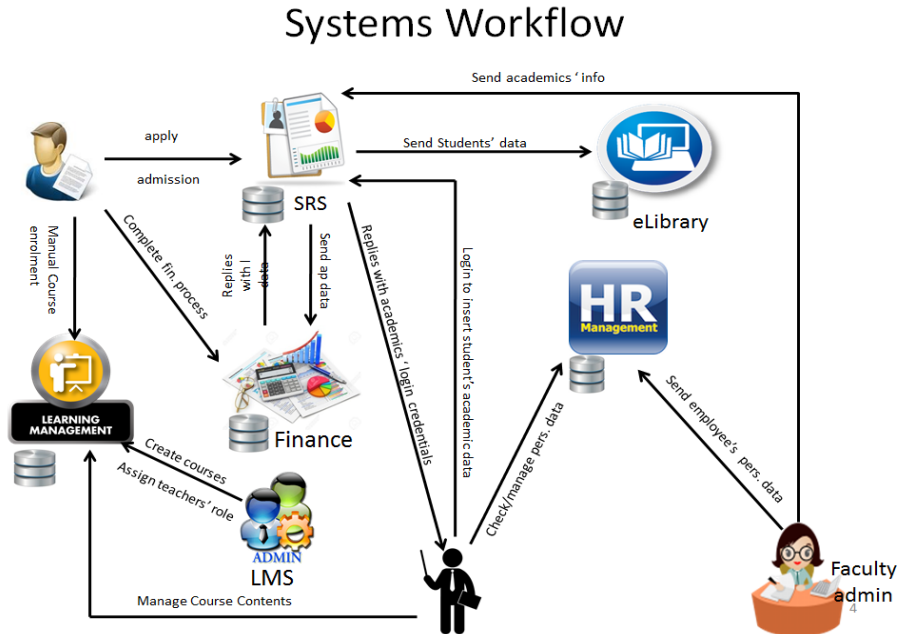 Systems Workflow
Send academics ‘ info
apply
admission
Send Students’ data
SRS
eLibrary
Manual Course
enrolment
Complete fin. process
Replies
with l
data
Send ap data
Replies with academics ‘ login credentials
Login to insert student’s academic data
HR
Management
LEARNING
MANAGEMENT
Finance
Create courses
Assign teachers’ role
Check/manage pers. data
Send employee’s pers. data
ADMIN
LMS
Manage Course Contents
Faculty
admin
4